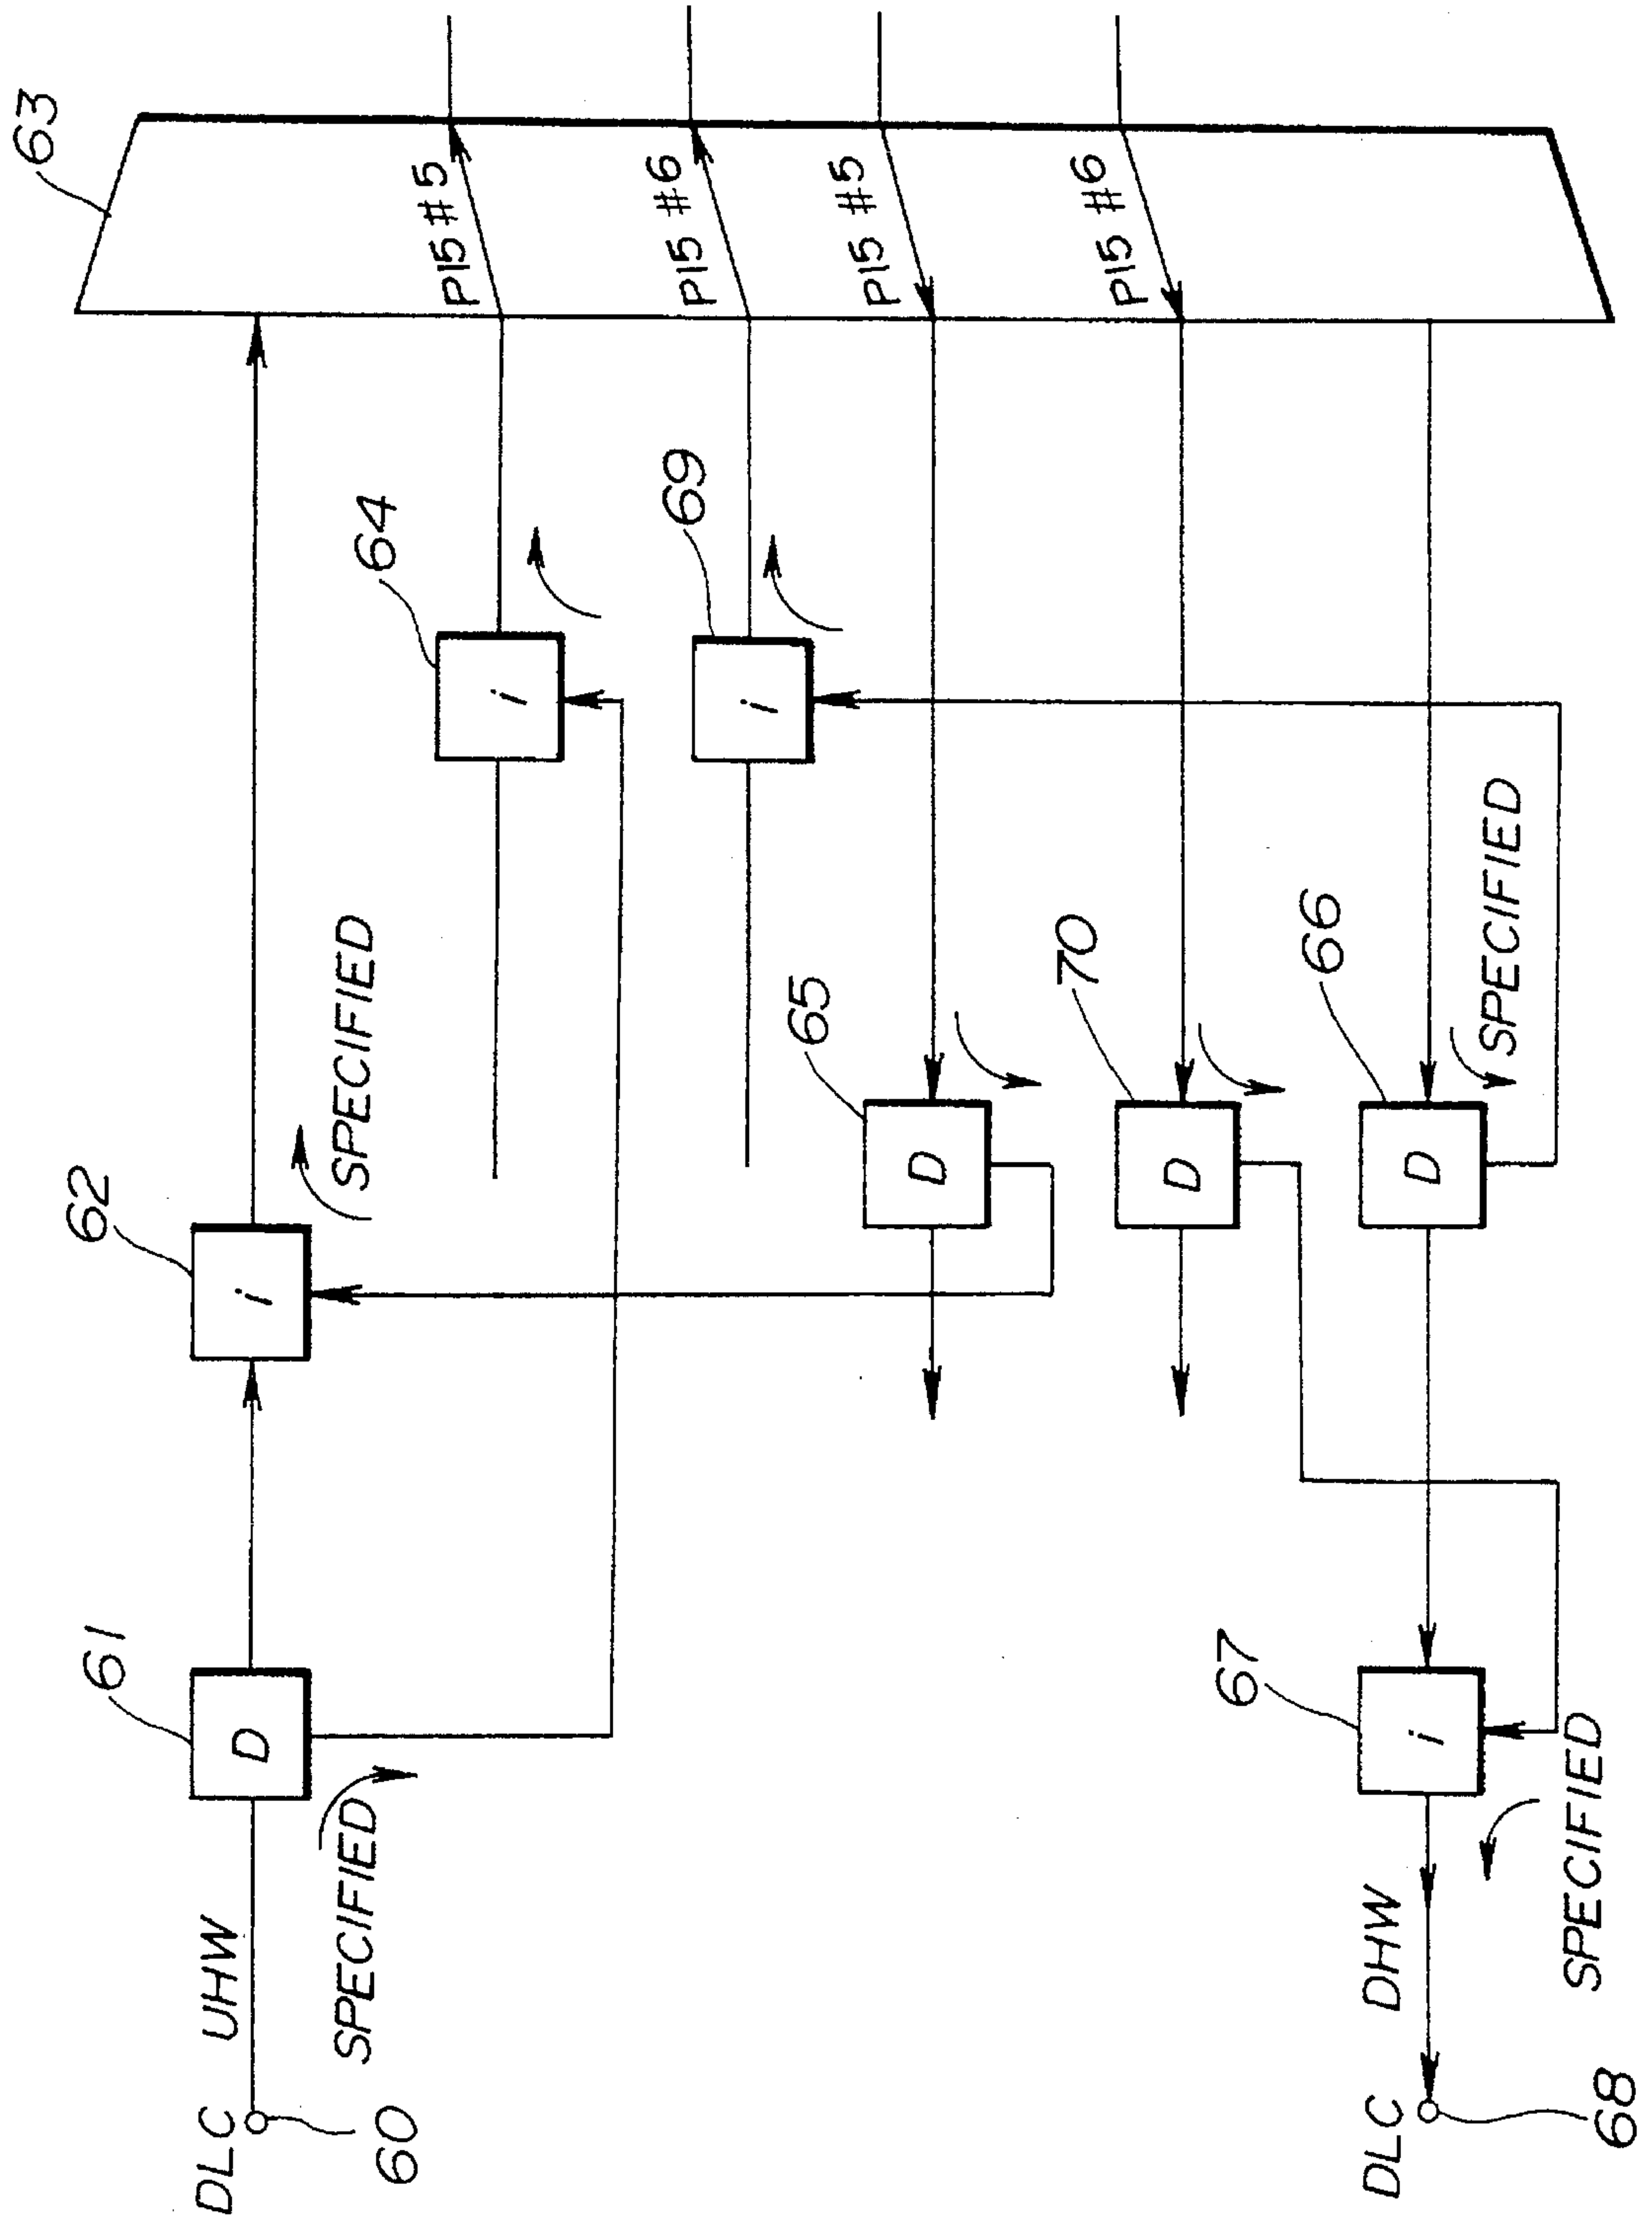 63
P15 #5
P15 #6
P15 #5
P15 #6
64
i
69
i
SPECIFIED
62
i
65
D
70
D
66
D
SPECIFIED
61
D
SPECIFIED
67
i
SPECIFIED
DLC UHW
60
DLC DHW
68